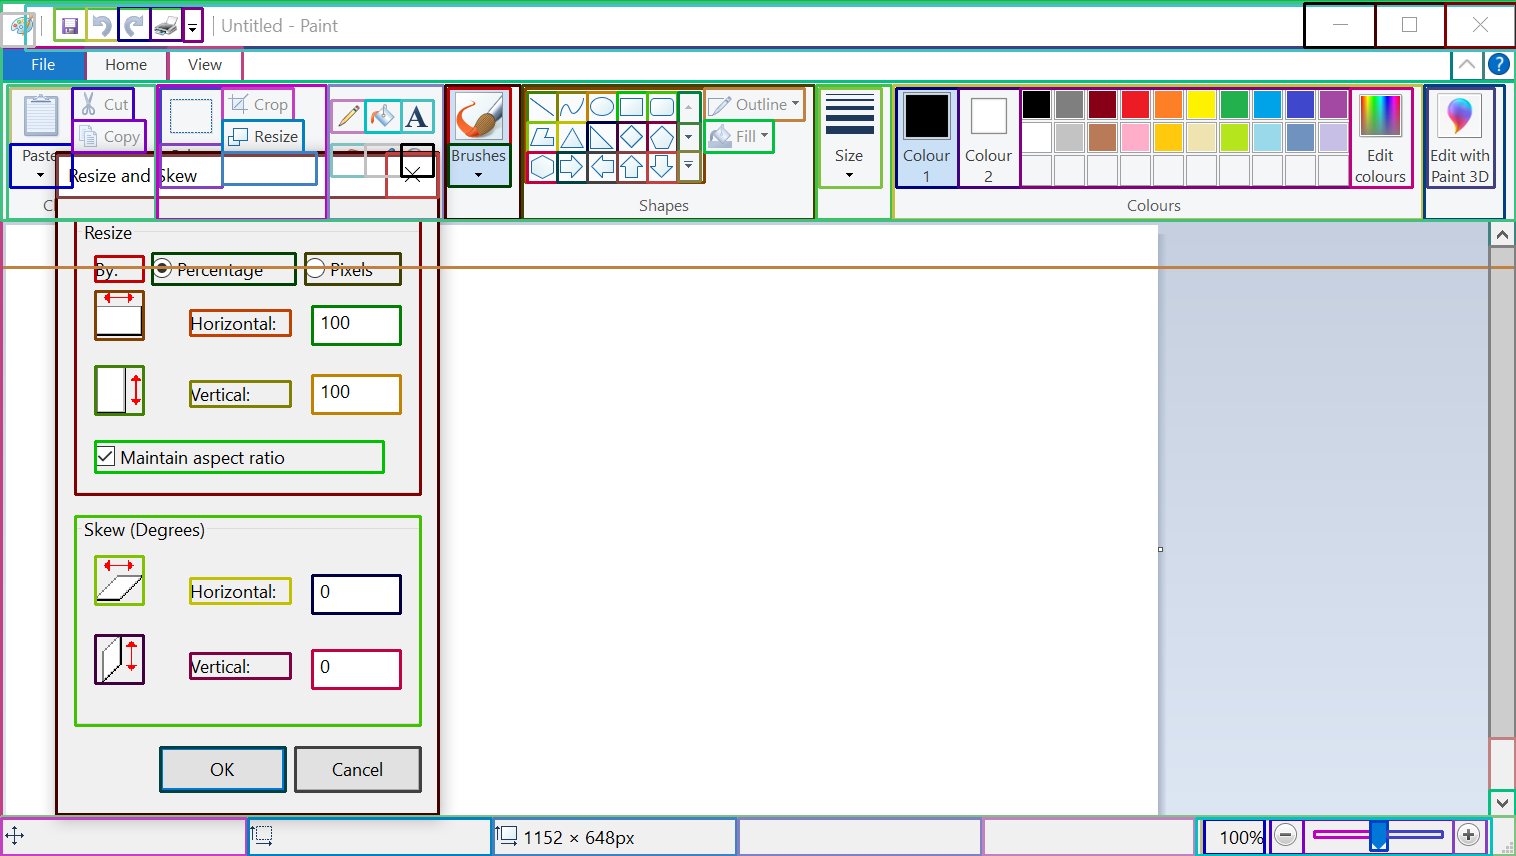 Untitled - Paint
File
Home
View
Paste
Cut
Copy
Crop
Resize
A
Brushes
Outline
Fill
Shapes
Size
Colour
1
Colour
2
Edit
colours
Edit with
Paint 3D
Colours
Resize and Skew
Resize
By:
Percentage
Pixels
Horizontal:
100
Vertical:
100
Maintain aspect ratio
Skew (Degrees)
Horizontal:
0
Vertical:
0
OK
Cancel
1152 × 648px
100%